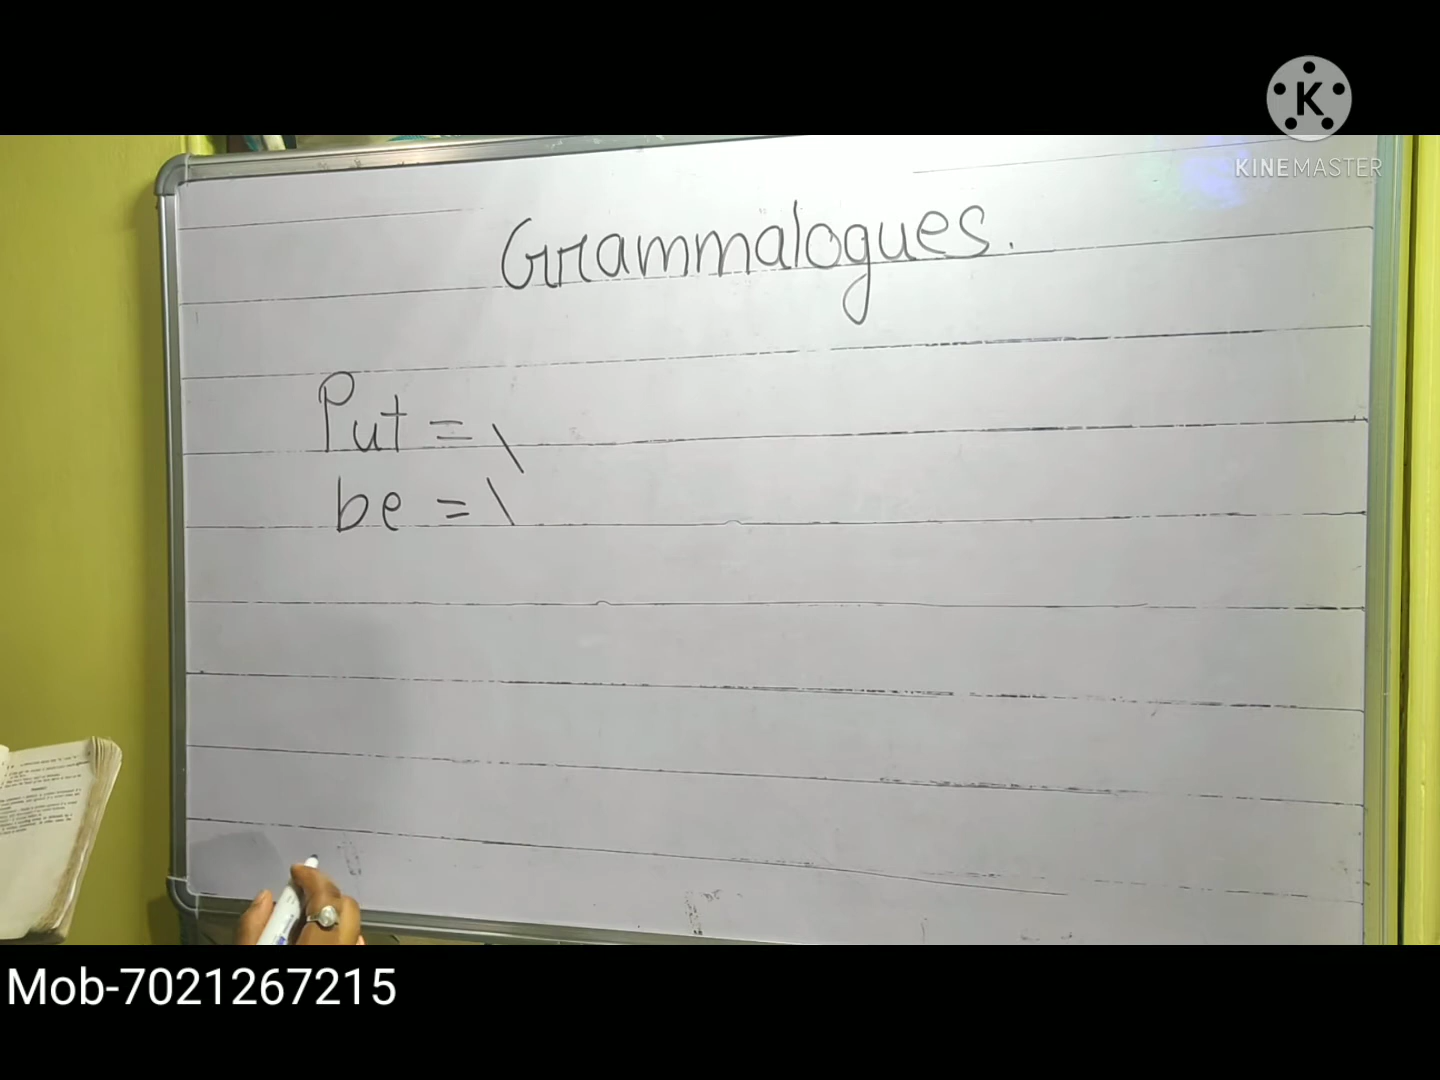 KINEMASTER
Grammalogues.
Put = \
be = \
Mob-7021267215